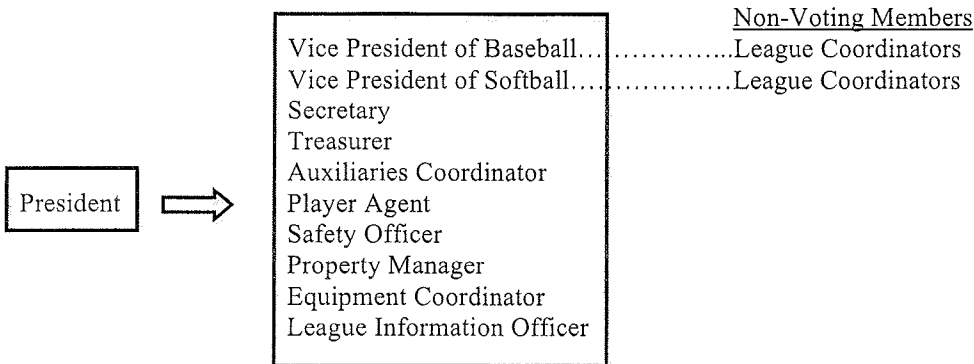 Non-Voting Members
Vice President of Baseball.................League Coordinators
Vice President of Softball..................League Coordinators
Secretary
Treasurer
Auxiliaries Coordinator
President
Player Agent
Safety Officer
Property Manager
Equipment Coordinator
League Information Officer